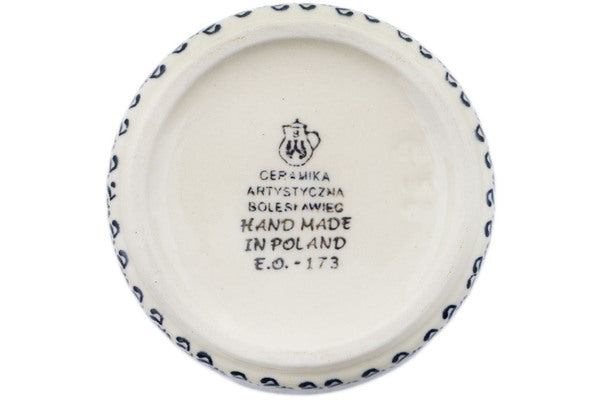 CERAMIKA
ARTYSTYCZNA
BOLESŁAWIEC
HAND MADE
IN POLAND
E.O. - 173